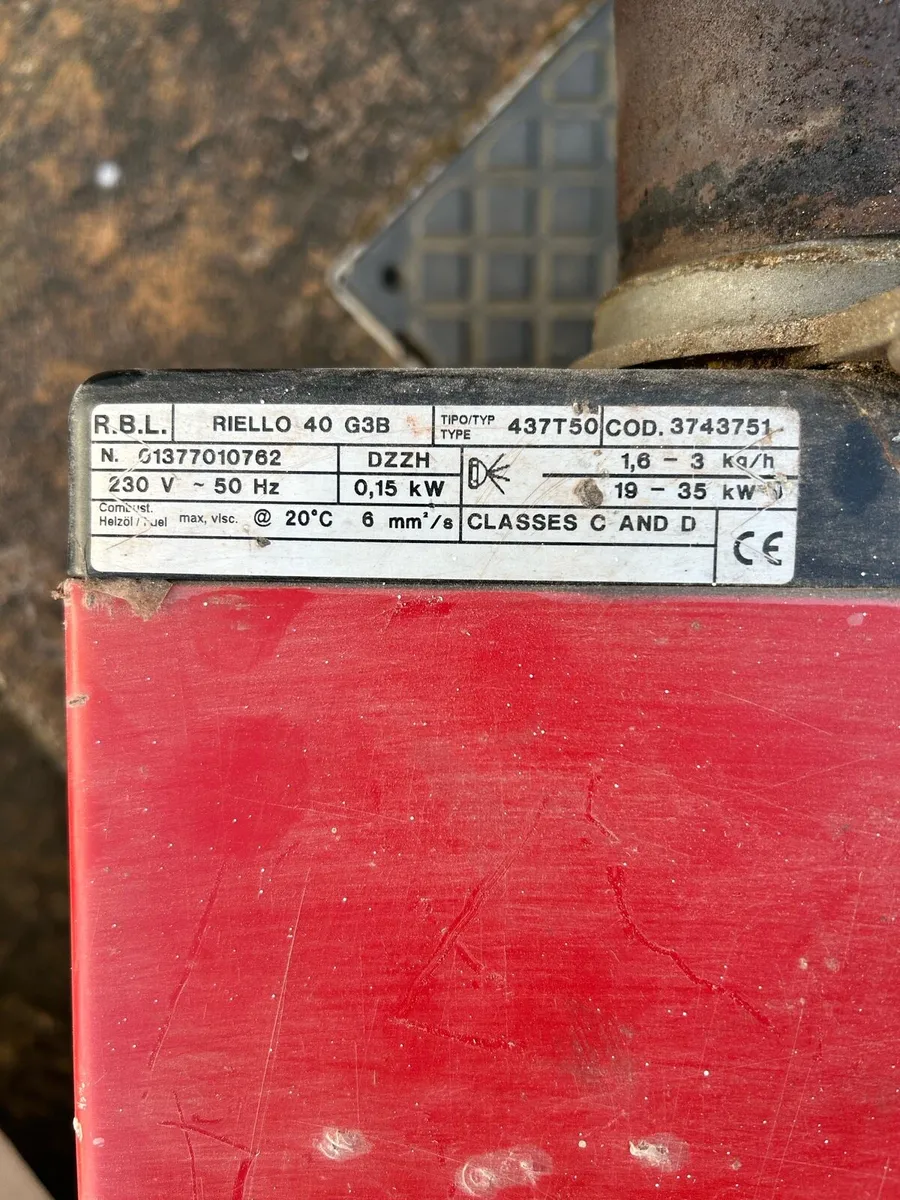 R.B.L. RIELLO 40 G3B TIPO/TYP TYPE 437T50 COD. 3743751
N. 01377010762 DZZH 1,6 – 3 kg/h
230 V ~ 50 Hz 0,15 kW 19 – 35 kW
Combust. Heizöl / Fuel max, visc. @ 20°C 6 mm²/s CLASSES C AND D
CE